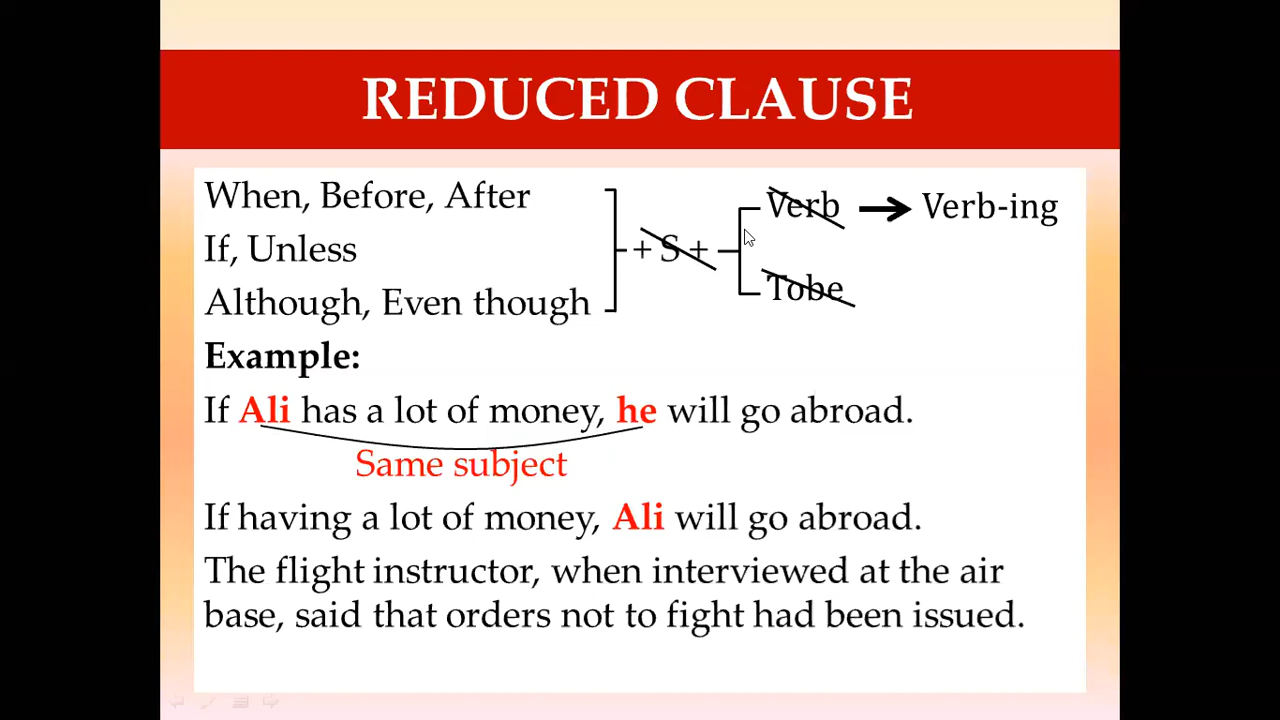 REDUCED CLAUSE
When, Before, After
If, Unless
Although, Even though
+ S +
Verb → Verb-ing
Tobe
Example:
If Ali has a lot of money, he will go abroad.
Same subject
If having a lot of money, Ali will go abroad.
The flight instructor, when interviewed at the air
base, said that orders not to fight had been issued.